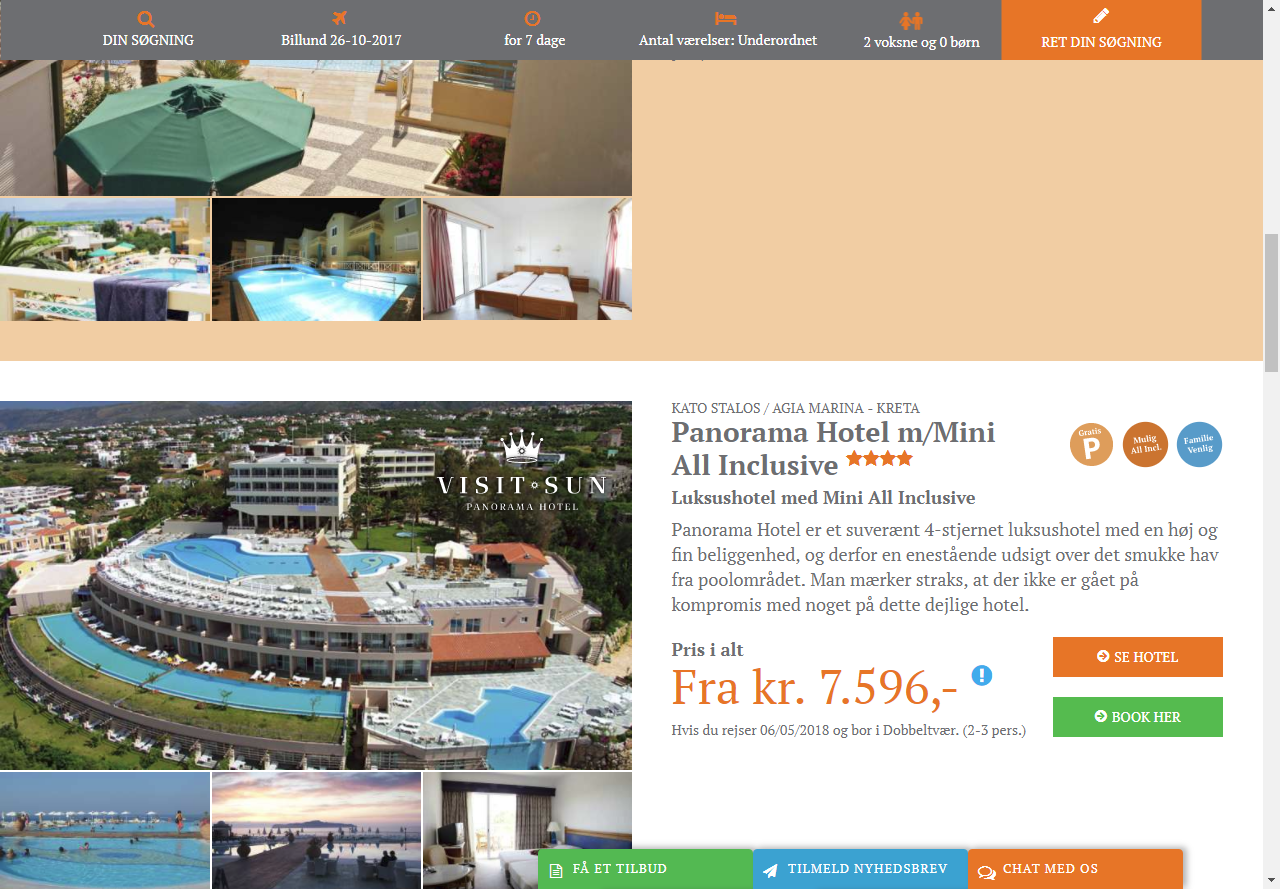 DIN SØGNING
Billund 26-10-2017
for 7 dage
Antal værelser: Underordnet
2 voksne og 0 børn
RET DIN SØGNING
VISIT SUN
PANORAMA HOTEL
KATO STALOS / AGIA MARINA - KRETA
Panorama Hotel m/Mini
All Inclusive
Gratis
P
Mulig
All Incl.
Familie
Venlig
Luksushotel med Mini All Inclusive
Panorama Hotel er et suverænt 4-stjernet luksushotel med en høj og
fin beliggenhed, og derfor en enestående udsigt over det smukke hav
fra poolområdet. Man mærker straks, at der ikke er gået på
kompromis med noget på dette dejlige hotel.
Pris i alt
Fra kr. 7.596,-
Hvis du rejser 06/05/2018 og bor i Dobbeltvær. (2-3 pers.)
SE HOTEL
BOOK HER
FÅ ET TILBUD
TILMELD NYHEDSBREV
CHAT MED OS